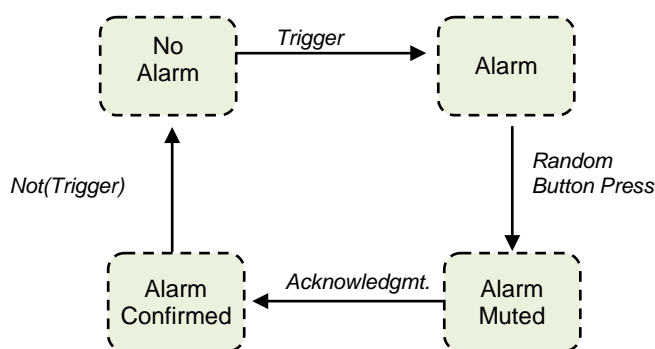 No
Alarm
Trigger
Alarm
Random
Button Press
Not(Trigger)
Alarm
Confirmed
Acknowledgmt.
Alarm
Muted